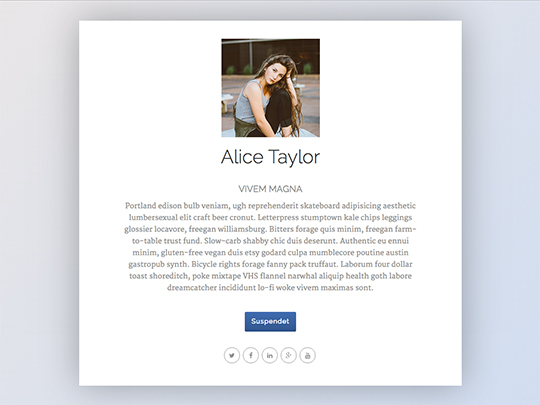 Alice Taylor
VIVEM MAGNA
Portland edison bulb veniam, ugh reprehenderit skateboard adipisicing aesthetic
lumbersexual elit craft beer cronut. Letterpress stumptown kale chips leggings
glossier locavore, freegan williamsburg. Bitters forage quis minim, freegan farm-
to-table trust fund. Slow-carb shabby chic duis deserunt. Authentic eu ennui
minim, gluten-free vegan duis etsy godard culpa mumblecore poutine austin
gastropub synth. Bicycle rights forage fanny pack truffaut. Laborum four dollar
toast shoreditch, poke mixtape VHS flannel narwhal aliquip health goth labore
dreamcatcher incididunt lo-fi woke vivem maximas sont.
Suspendet